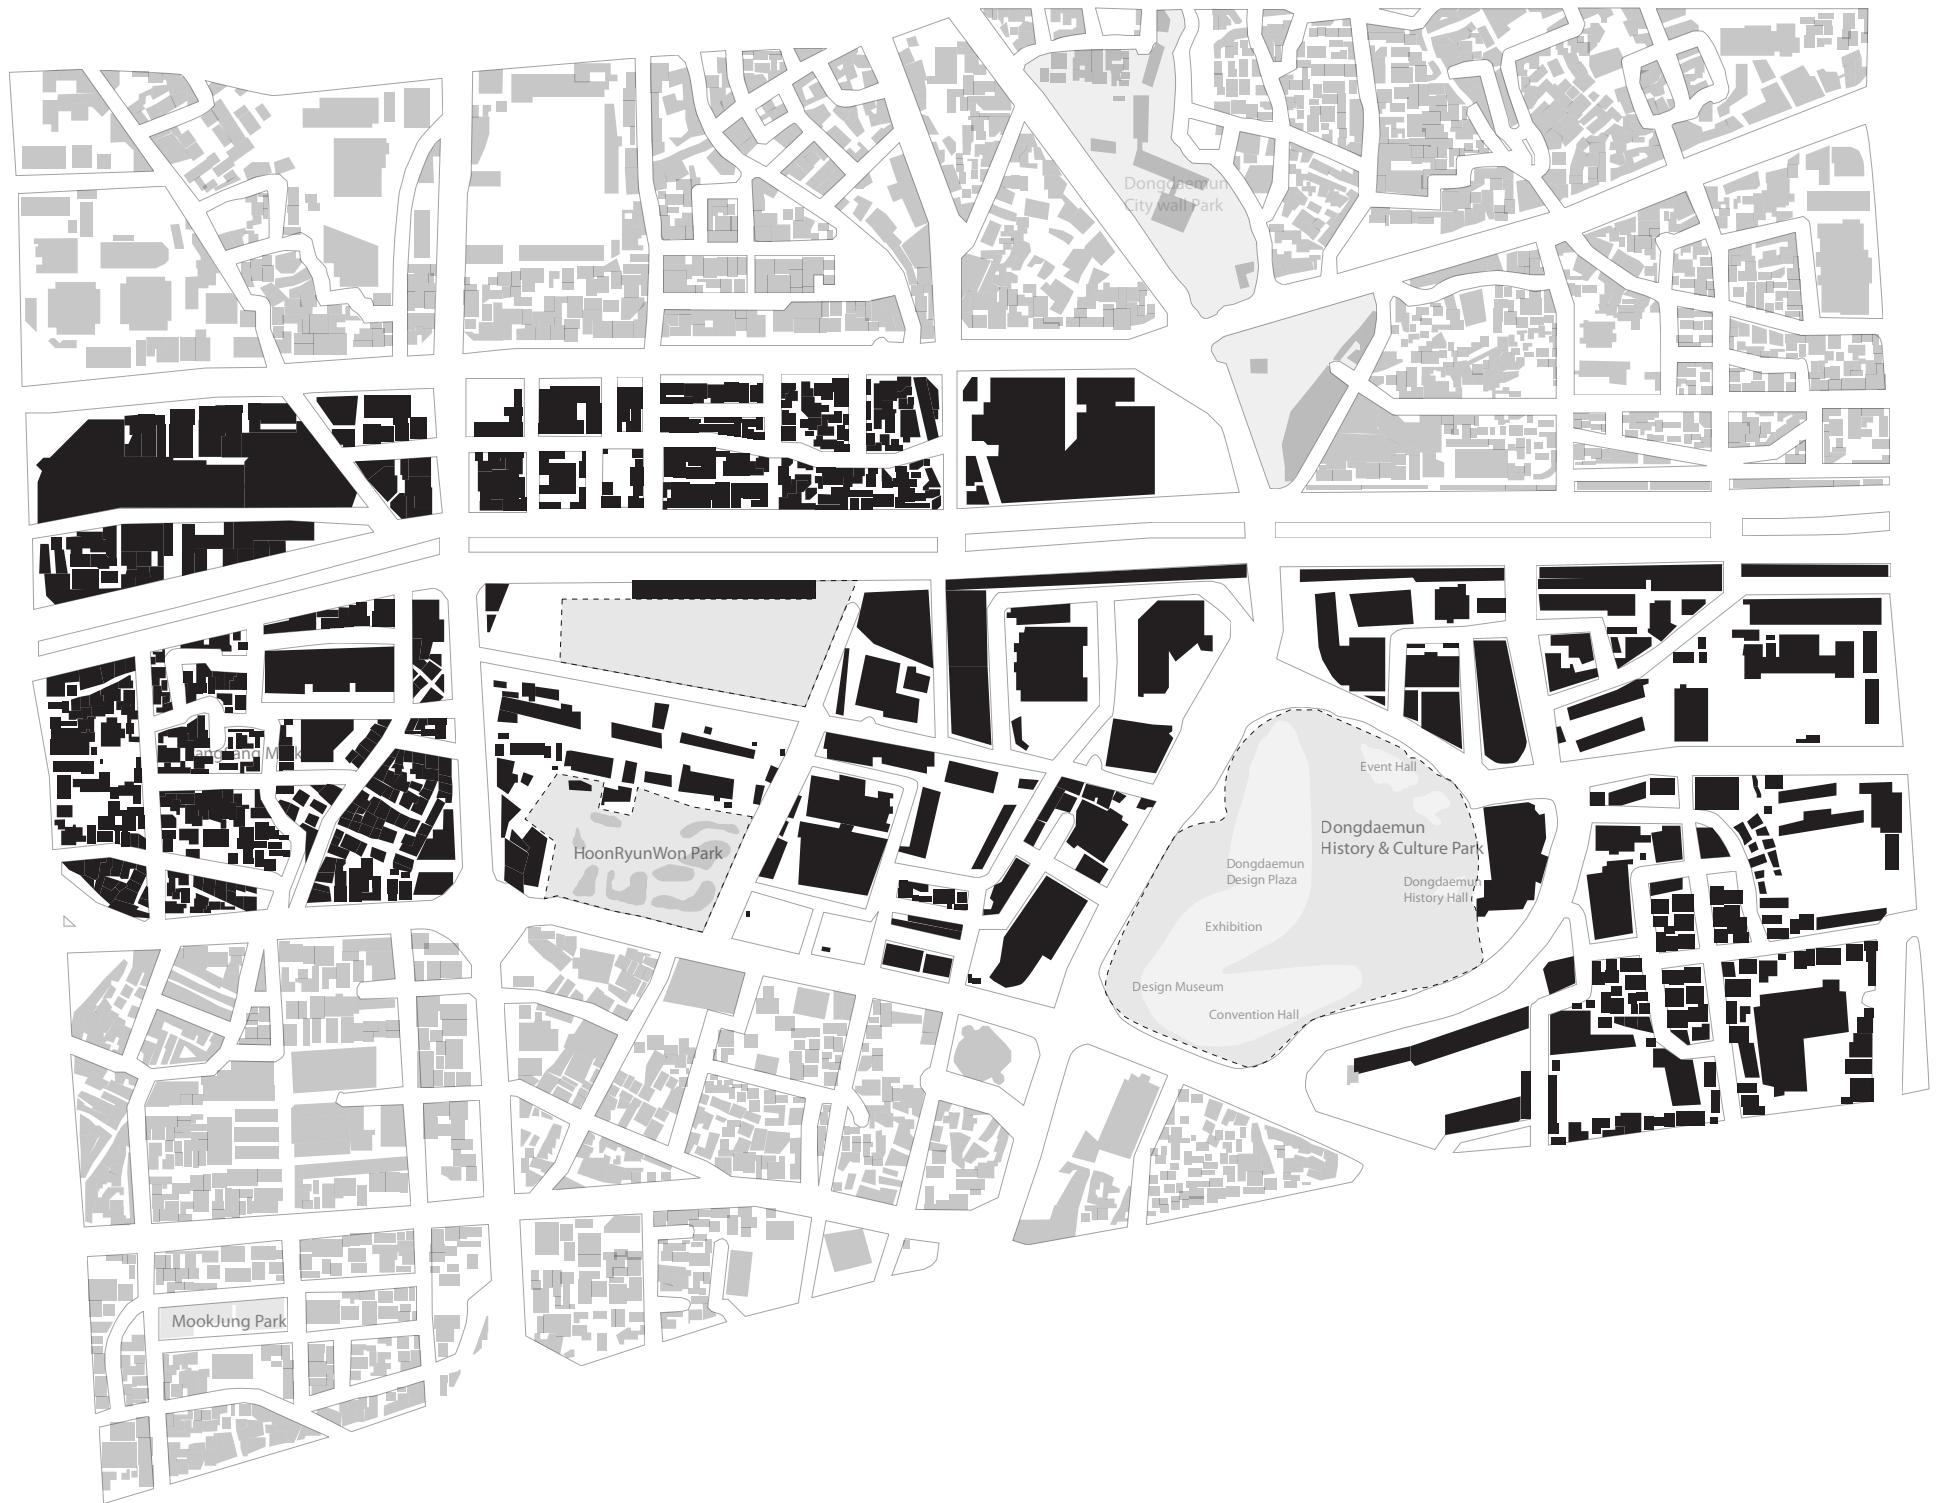 Dongdaemun
City wall Park
Event Hall
Dongdaemun
History & Culture Park
HoonRyunWon Park
Dongdaemun
Design Plaza
Dongdaemun
History Hall
Exhibition
Design Museum
Convention Hall
MookJung Park